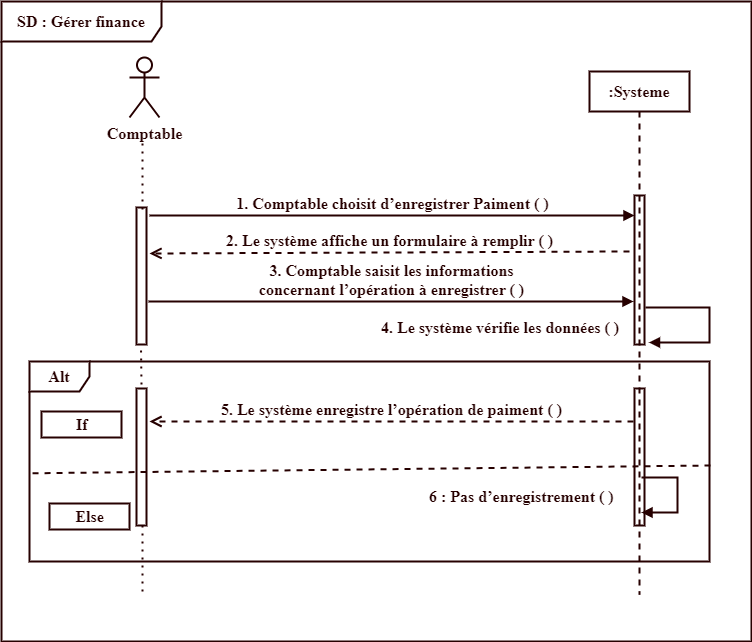 SD : Gérer finance
Comptable
:Systeme
1. Comptable choisit d'enregistrer Paiment ( )
2. Le système affiche un formulaire à remplir ( )
3. Comptable saisit les informations
concernant l'opération à enregistrer ( )
4. Le système vérifie les données ( )
Alt
5. Le système enregistre l'opération de paiment ( )
If
6 : Pas d'enregistrement ( )
Else